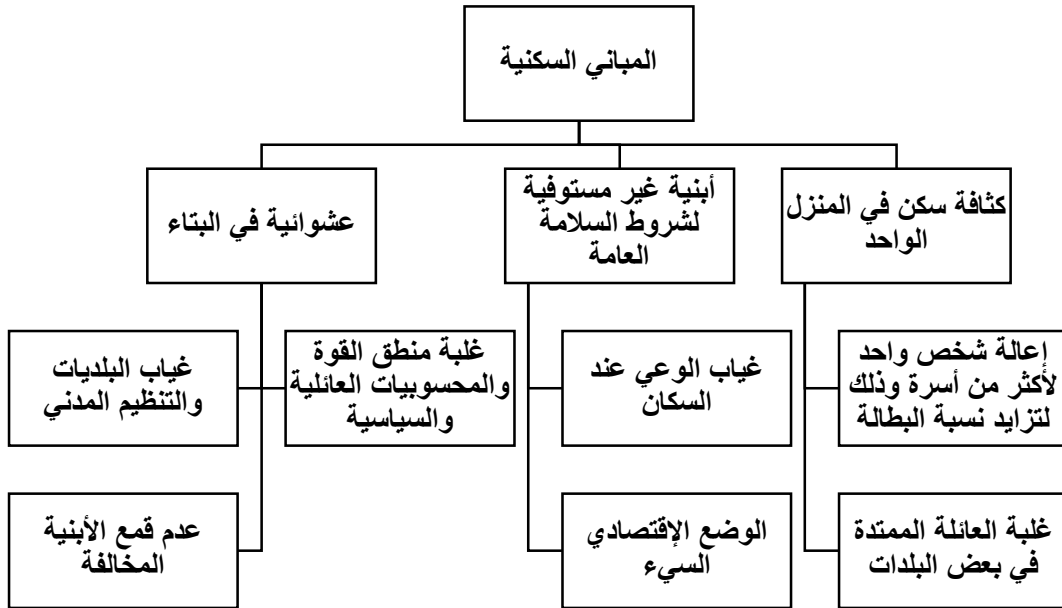 المباني السكنية
كثافة سكن في المنزل
الواحد
أبنية غير مستوفية
لشروط السلامة
العامة
عشوائية في البتاء
إعالة شخص واحد
لأكثر من أسرة وذلك
لتزايد نسبة البطالة
غياب الوعي عند
السكان
غلبة منطق القوة
والمحسوبيات العائلية
والسياسية
غياب البلديات
والتنظيم المدني
غلبة العائلة الممتدة
في بعض البلدات
الوضع الإقتصادي
السيء
عدم قمع الأبنية
المخالفة